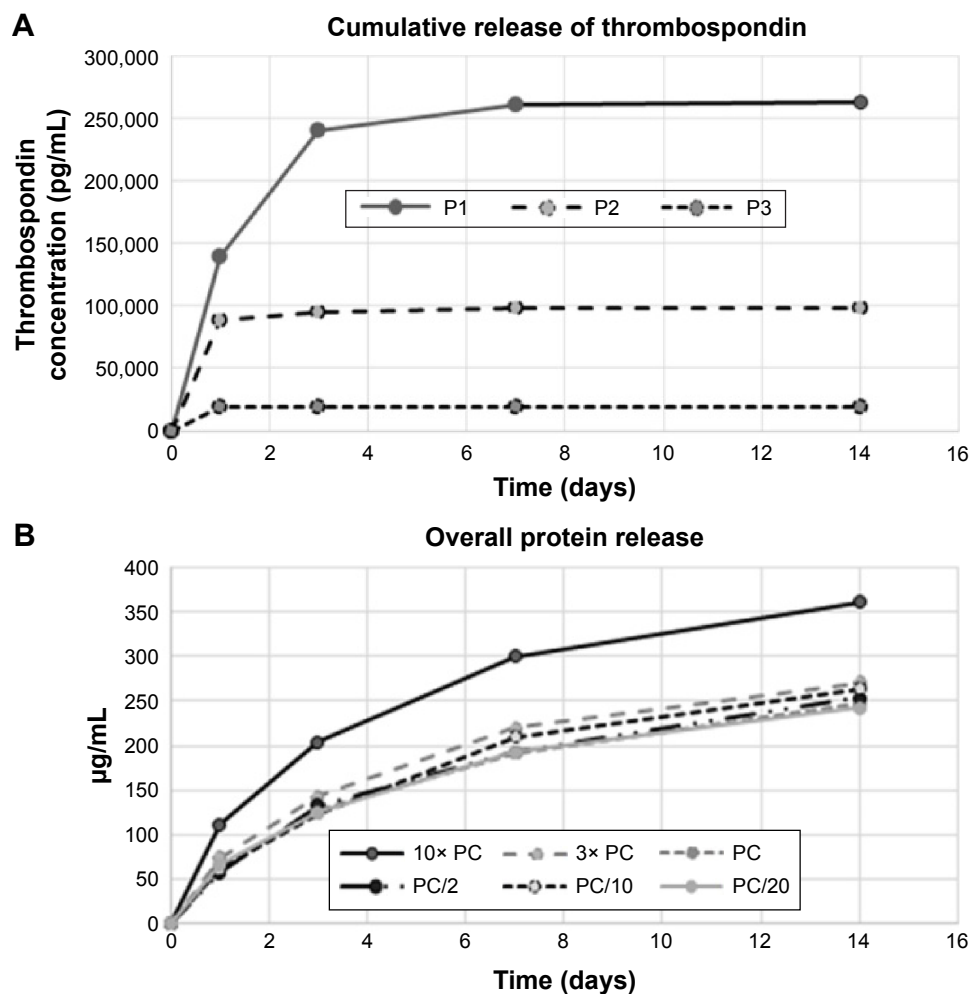 A
Cumulative release of thrombospondin
300,000
250,000
200,000
150,000
100,000
50,000
0
Thrombospondin
concentration (pg/mL)
P1 P2 P3
0 2 4 6 8 10 12 14 16
Time (days)
B
Overall protein release
400
350
300
250
200
150
100
50
0
µg/mL
10× PC 3× PC PC
PC/2 PC/10 PC/20
0 2 4 6 8 10 12 14 16
Time (days)